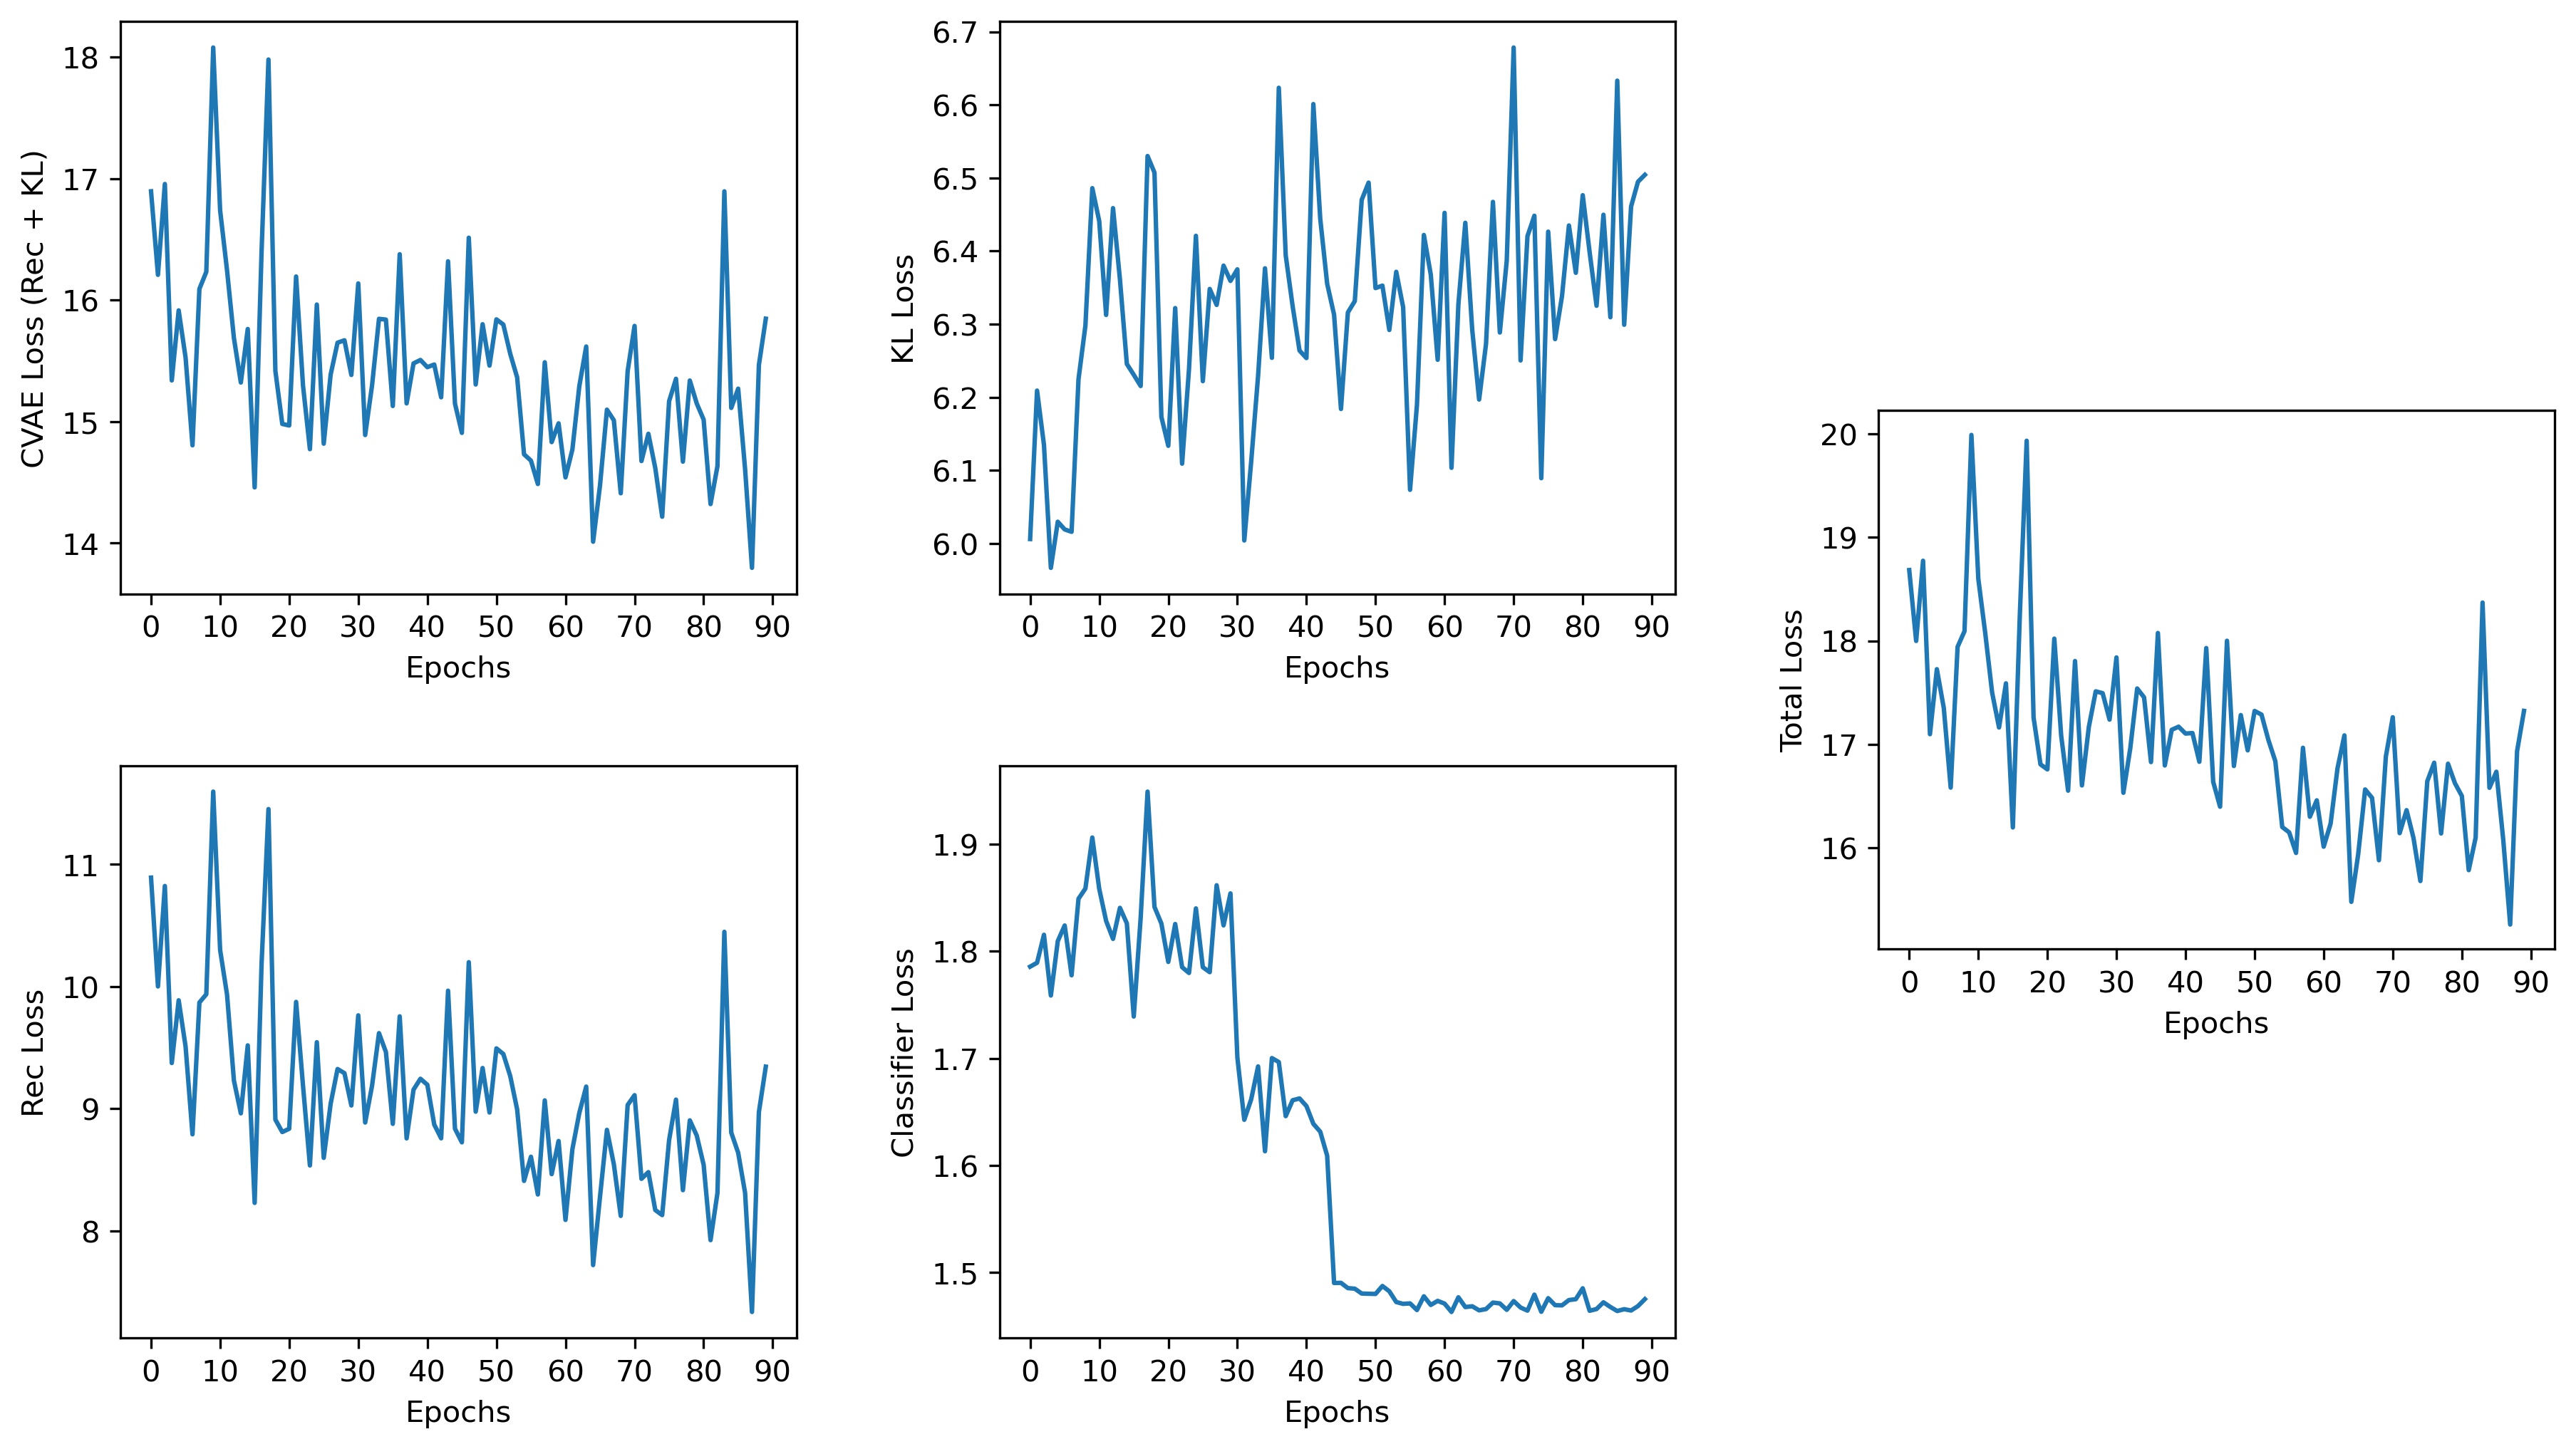 CVAE Loss (Rec + KL)
18
17
16
15
14
0 10 20 30 40 50 60 70 80 90
Epochs
KL Loss
6.7
6.6
6.5
6.4
6.3
6.2
6.1
6.0
0 10 20 30 40 50 60 70 80 90
Epochs
Rec Loss
11
10
9
8
0 10 20 30 40 50 60 70 80 90
Epochs
Classifier Loss
1.9
1.8
1.7
1.6
1.5
0 10 20 30 40 50 60 70 80 90
Epochs
Total Loss
20
19
18
17
16
0 10 20 30 40 50 60 70 80 90
Epochs